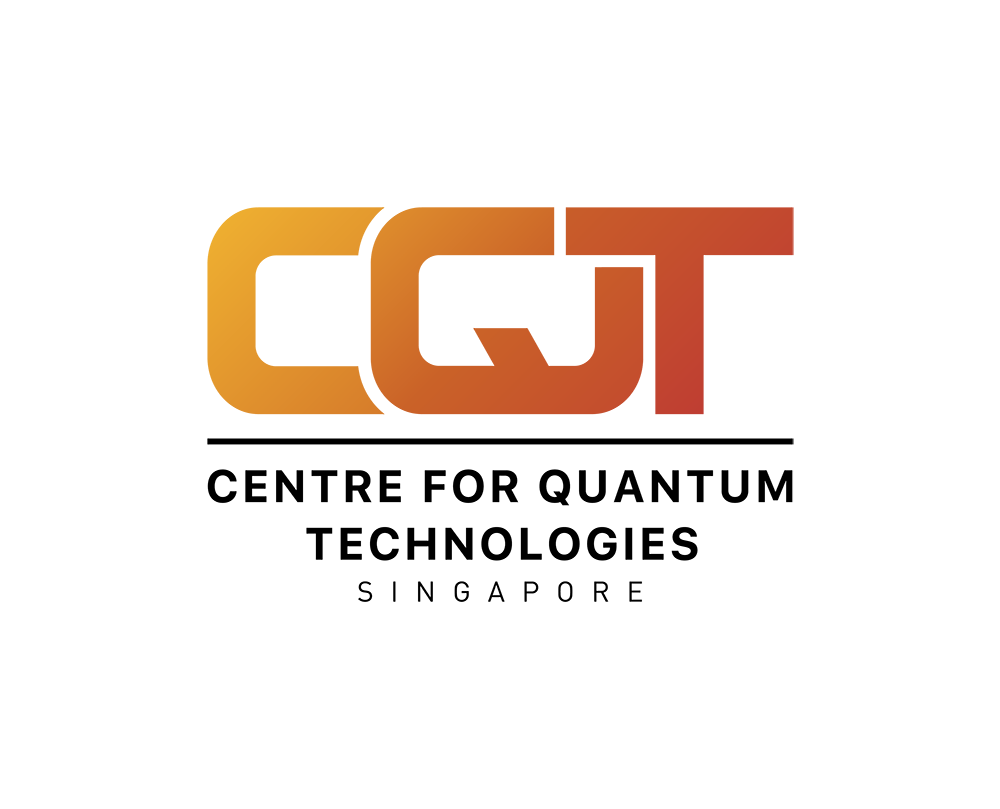 CQT
CENTRE FOR QUANTUM
TECHNOLOGIES
SINGAPORE